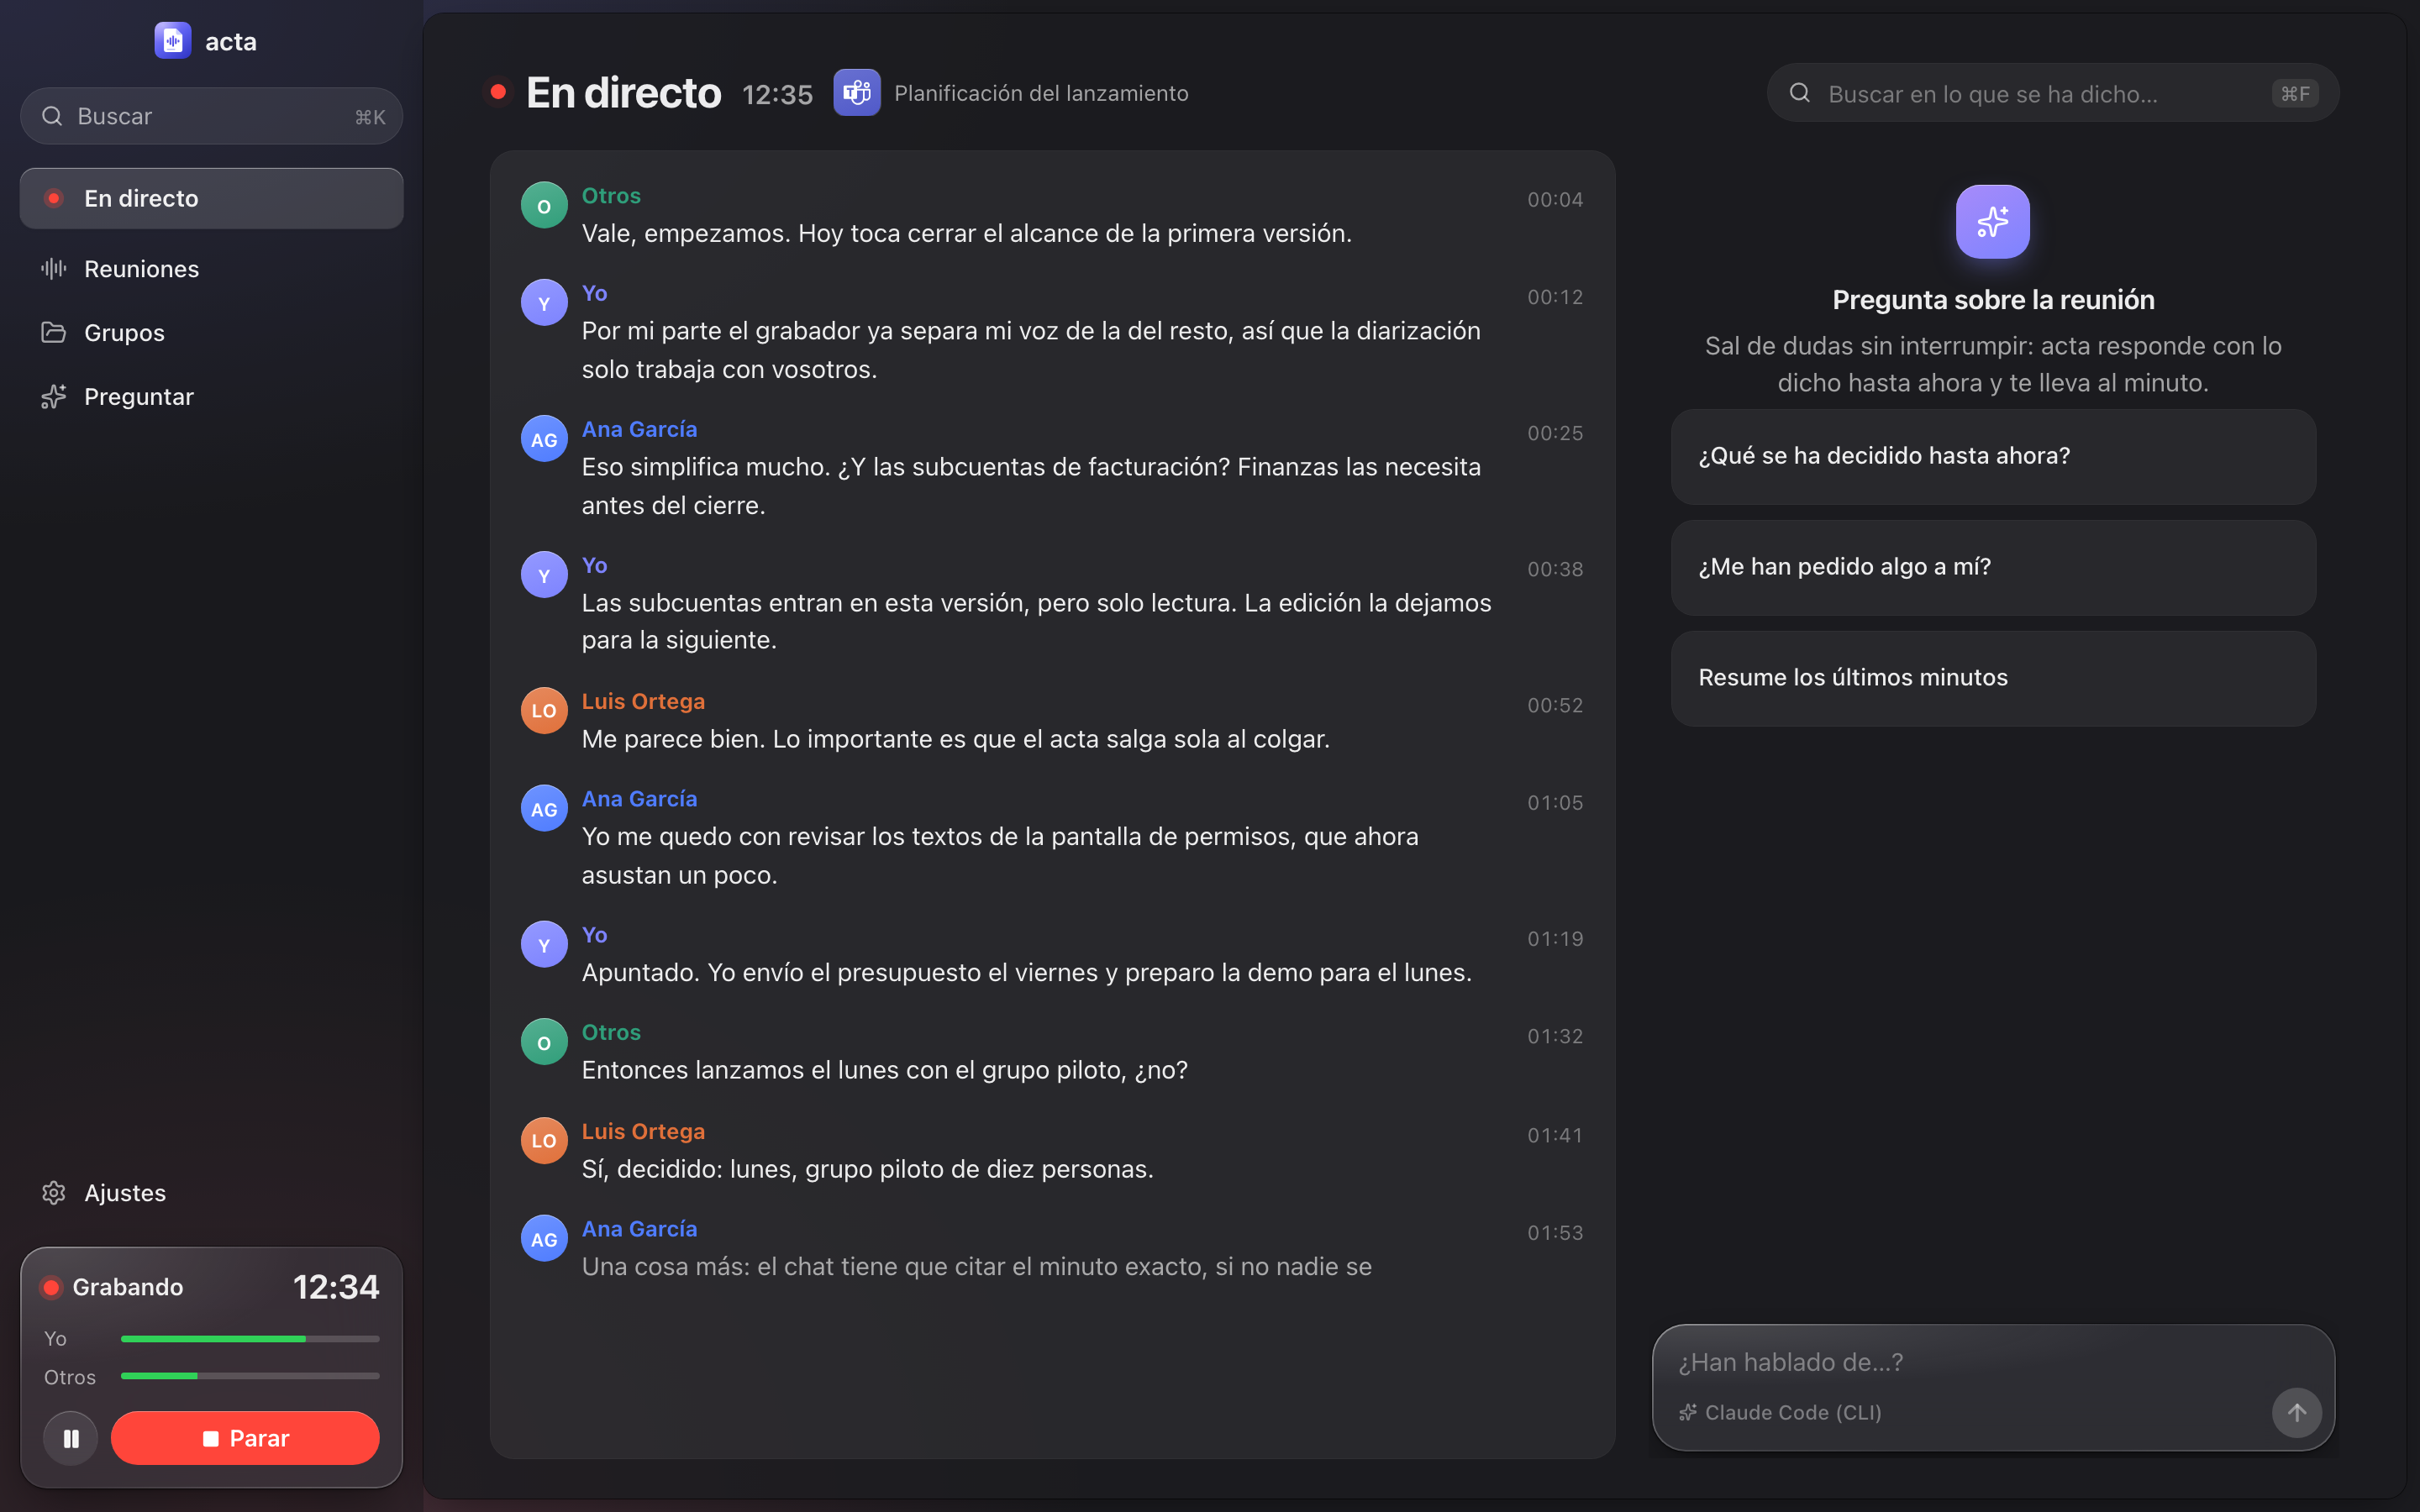 acta
Buscar ⌘K
En directo
Reuniones
Grupos
Preguntar
Ajustes
Grabando 12:34
Yo
Otros
Parar
En directo 12:35 Planificación del lanzamiento
Buscar en lo que se ha dicho... ⌘F
O Otros 00:04
Vale, empezamos. Hoy toca cerrar el alcance de la primera versión.
Y Yo 00:12
Por mi parte el grabador ya separa mi voz de la del resto, así que la diarización
solo trabaja con vosotros.
AG Ana García 00:25
Eso simplifica mucho. ¿Y las subcuentas de facturación? Finanzas las necesita
antes del cierre.
Y Yo 00:38
Las subcuentas entran en esta versión, pero solo lectura. La edición la dejamos
para la siguiente.
LO Luis Ortega 00:52
Me parece bien. Lo importante es que el acta salga sola al colgar.
AG Ana García 01:05
Yo me quedo con revisar los textos de la pantalla de permisos, que ahora
asustan un poco.
Y Yo 01:19
Apuntado. Yo envío el presupuesto el viernes y preparo la demo para el lunes.
O Otros 01:32
Entonces lanzamos el lunes con el grupo piloto, ¿no?
LO Luis Ortega 01:41
Sí, decidido: lunes, grupo piloto de diez personas.
AG Ana García 01:53
Una cosa más: el chat tiene que citar el minuto exacto, si no nadie se
Pregunta sobre la reunión
Sal de dudas sin interrumpir: acta responde con lo
dicho hasta ahora y te lleva al minuto.
¿Qué se ha decidido hasta ahora?
¿Me han pedido algo a mí?
Resume los últimos minutos
¿Han hablado de...?
Claude Code (CLI)